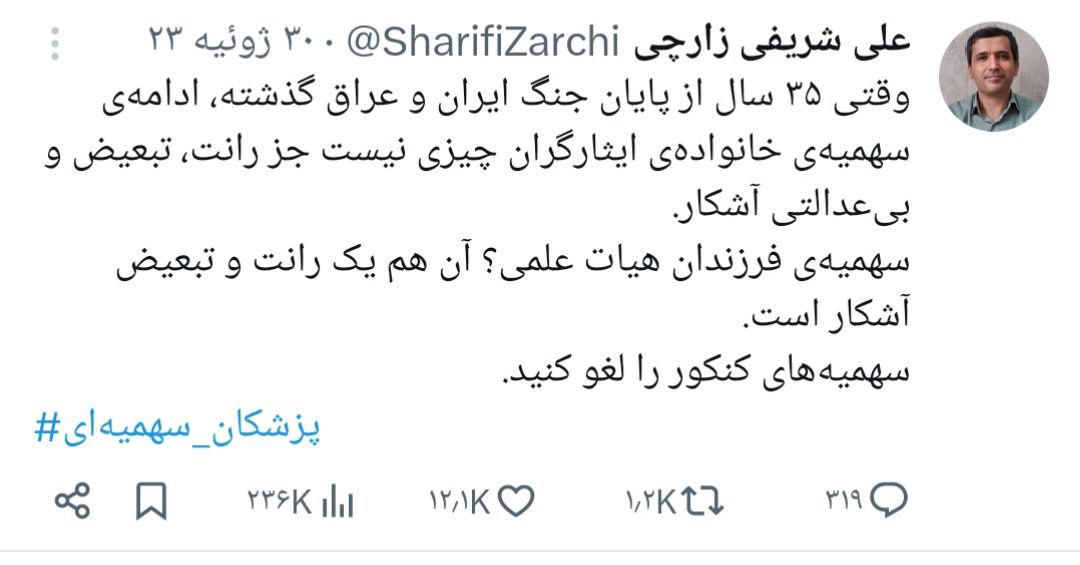 علی شریفی زارچی @SharifiZarchi ۳۰ ژوئیه ۲۳
وقتی ۳۵ سال از پایان جنگ ایران و عراق گذشته، ادامه‌ی
سهمیه‌ی خانواده‌ی ایثارگران چیزی نیست جز رانت، تبعیض و
بی‌عدالتی آشکار.
سهمیه‌ی فرزندان هیات علمی؟ آن هم یک رانت و تبعیض
آشکار است.
سهمیه‌های کنکور را لغو کنید.
#پزشکان_سهمیه‌ای
۳۱۹ ۱٫۲K ۱۲٫۱K ۲۳۶K